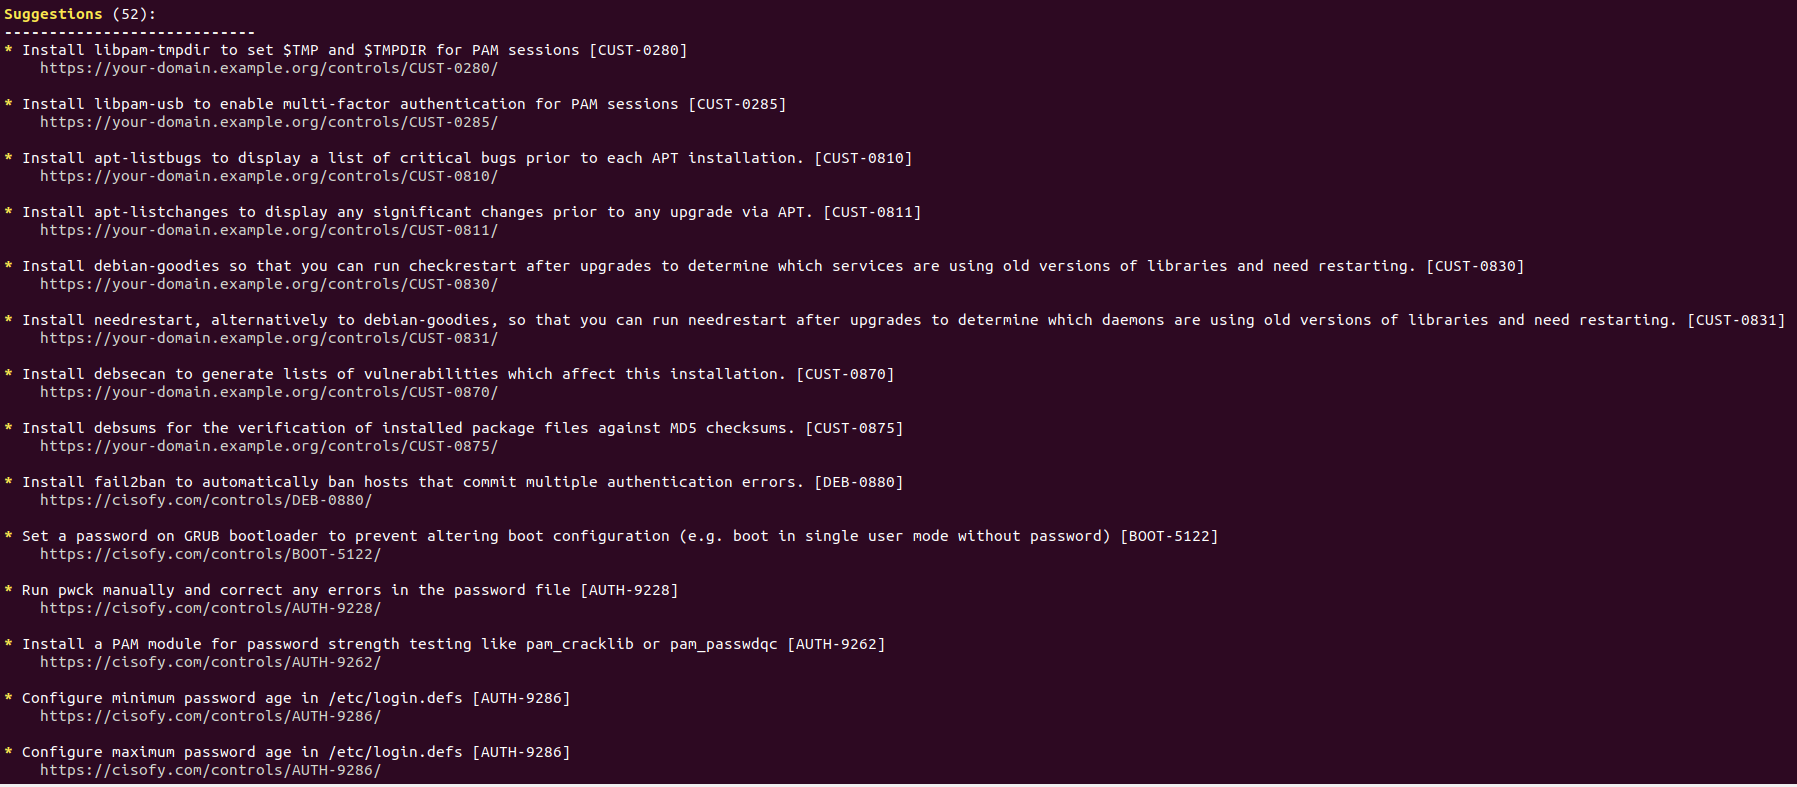 Suggestions (52):
----------------------------
* Install libpam-tmpdir to set $TMP and $TMPDIR for PAM sessions [CUST-0280]
https://your-domain.example.org/controls/CUST-0280/
* Install libpam-usb to enable multi-factor authentication for PAM sessions [CUST-0285]
https://your-domain.example.org/controls/CUST-0285/
* Install apt-listbugs to display a list of critical bugs prior to each APT installation. [CUST-0810]
https://your-domain.example.org/controls/CUST-0810/
* Install apt-listchanges to display any significant changes prior to any upgrade via APT. [CUST-0811]
https://your-domain.example.org/controls/CUST-0811/
* Install debian-goodies so that you can run checkrestart after upgrades to determine which services are using old versions of libraries and need restarting. [CUST-0830]
https://your-domain.example.org/controls/CUST-0830/
* Install needrestart, alternatively to debian-goodies, so that you can run needrestart after upgrades to determine which daemons are using old versions of libraries and need restarting. [CUST-0831]
https://your-domain.example.org/controls/CUST-0831/
* Install debsecan to generate lists of vulnerabilities which affect this installation. [CUST-0870]
https://your-domain.example.org/controls/CUST-0870/
* Install debsums for the verification of installed package files against MD5 checksums. [CUST-0875]
https://your-domain.example.org/controls/CUST-0875/
* Install fail2ban to automatically ban hosts that commit multiple authentication errors. [DEB-0880]
https://cisofy.com/controls/DEB-0880/
* Set a password on GRUB bootloader to prevent altering boot configuration (e.g. boot in single user mode without password) [BOOT-5122]
https://cisofy.com/controls/BOOT-5122/
* Run pwck manually and correct any errors in the password file [AUTH-9228]
https://cisofy.com/controls/AUTH-9228/
* Install a PAM module for password strength testing like pam_cracklib or pam_passwdqc [AUTH-9262]
https://cisofy.com/controls/AUTH-9262/
* Configure minimum password age in /etc/login.defs [AUTH-9286]
https://cisofy.com/controls/AUTH-9286/
* Configure maximum password age in /etc/login.defs [AUTH-9286]
https://cisofy.com/controls/AUTH-9286/